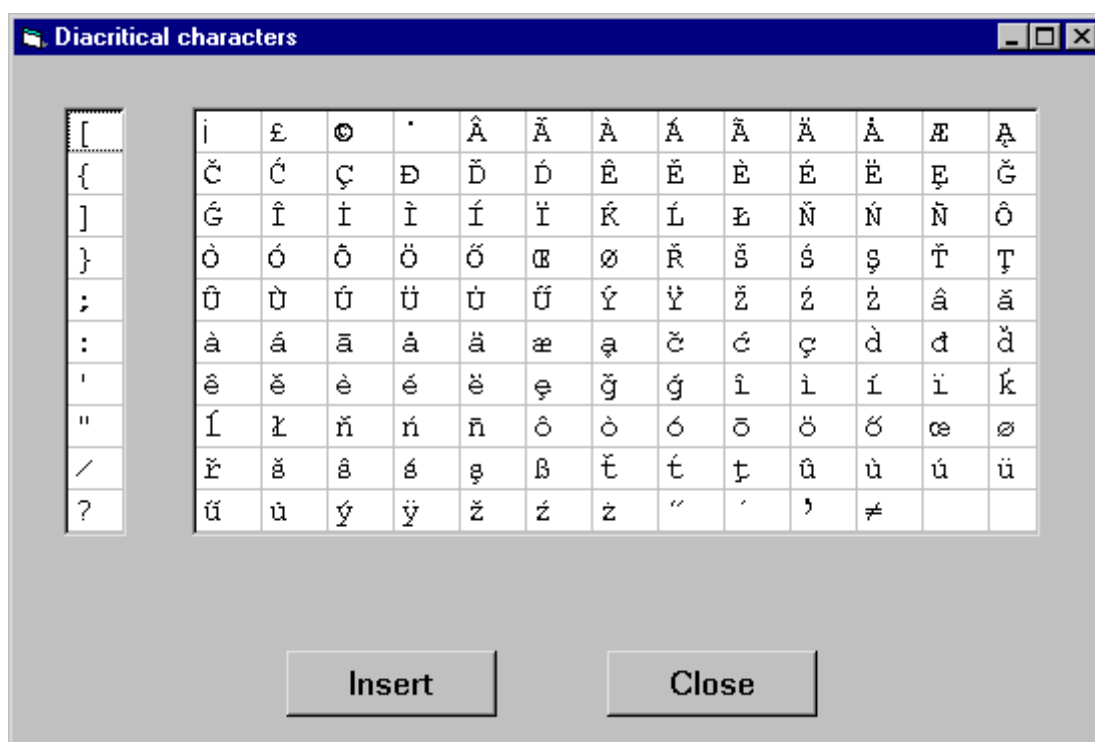 Diacritical characters
[ ¡ £ © ˙ Â Ã À Á Ã Ä Å Æ Ą
{ Č Ć Ç Đ Ď D́ Ê Ě È É Ë Ę Ğ
] Ǵ Î İ Ì Í Ï Ḱ Ĺ Ł Ň Ń Ñ Ô
} Ò Ó Õ Ö Ő Œ Ø Ř Š Ś Ş Ť Ţ
; Û Ù Ú Ü U̇ Ű Ý Ÿ Ž Ź Ż â ă
: à á ā ȧ ä æ ą č ć ç d̀ đ ď
' ê ě è é ë ę ğ ǵ î ì í ï ḱ
" ĺ ł ň ń ñ ô ò ó ō ö ő œ ø
/ ř š ŝ ś ş ß ť t́ ţ û ù ú ü
? ű u̇ ý ÿ ž ź ż ˝ ´ ’ ≠
Insert Close